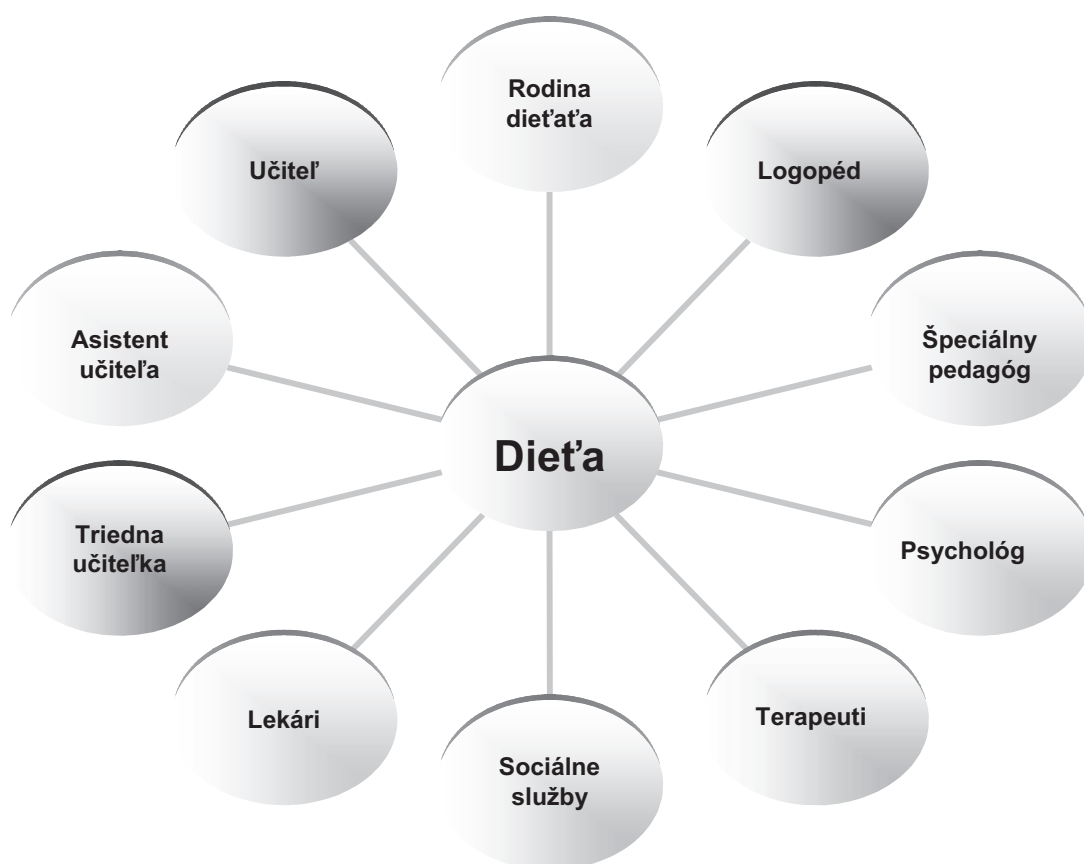 Rodina
dieťaťa
Učiteľ
Logopéd
Asistent
učiteľa
Špeciálny
pedagóg
Dieťa
Triedna
učiteľka
Psychológ
Lekári
Terapeuti
Sociálne
služby